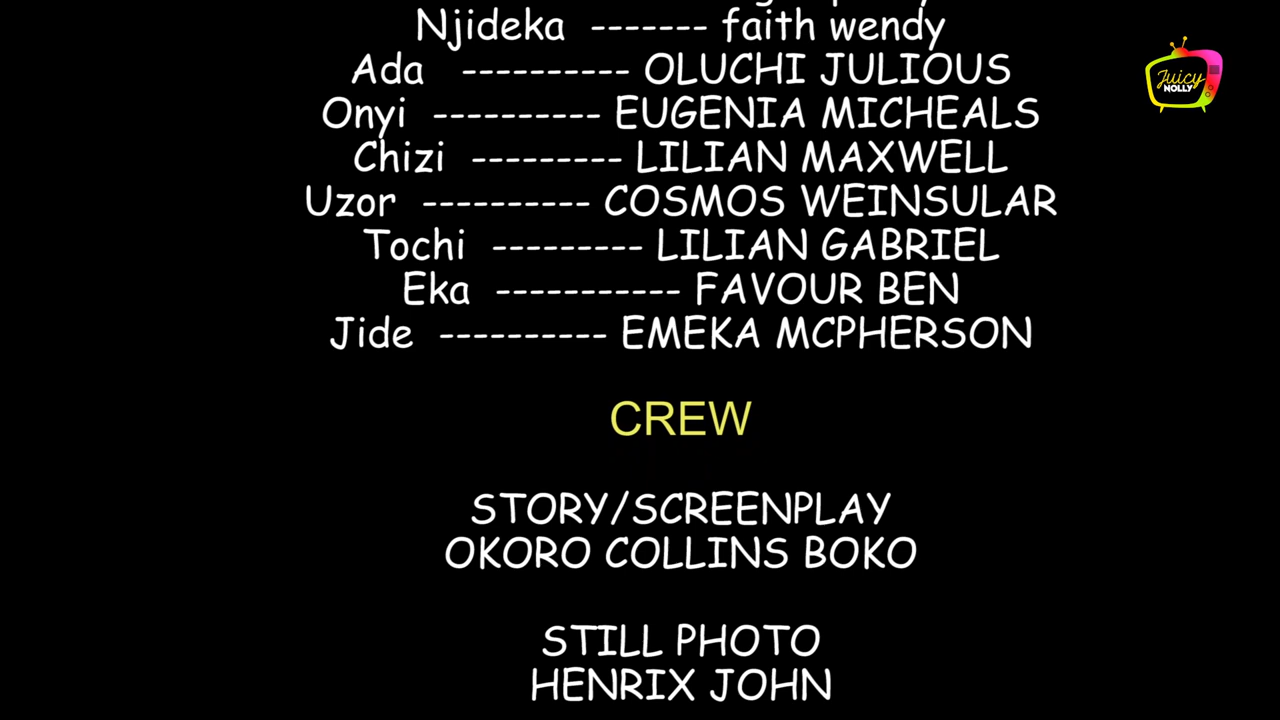 Njideka ------- faith wendy
Ada ---------- OLUCHI JULIOUS
Onyi ---------- EUGENIA MICHEALS
Chizi --------- LILIAN MAXWELL
Uzor ---------- COSMOS WEINSULAR
Tochi --------- LILIAN GABRIEL
Eka ----------- FAVOUR BEN
Jide ---------- EMEKA MCPHERSON
CREW
STORY/SCREENPLAY
OKORO COLLINS BOKO
STILL PHOTO
HENRIX JOHN
Juicy
NOLLY